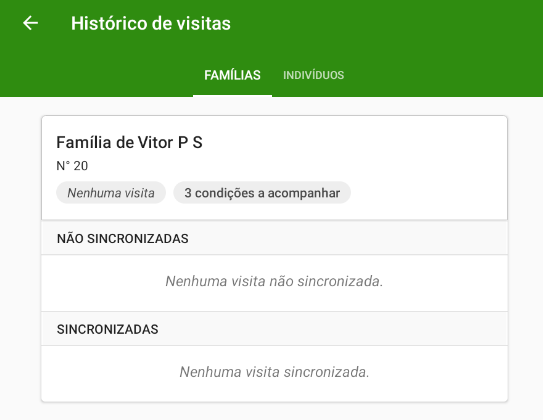 Histórico de visitas
FAMÍLIAS INDIVÍDUOS
Família de Vitor P S
N° 20
Nenhuma visita 3 condições a acompanhar
NÃO SINCRONIZADAS
Nenhuma visita não sincronizada.
SINCRONIZADAS
Nenhuma visita sincronizada.